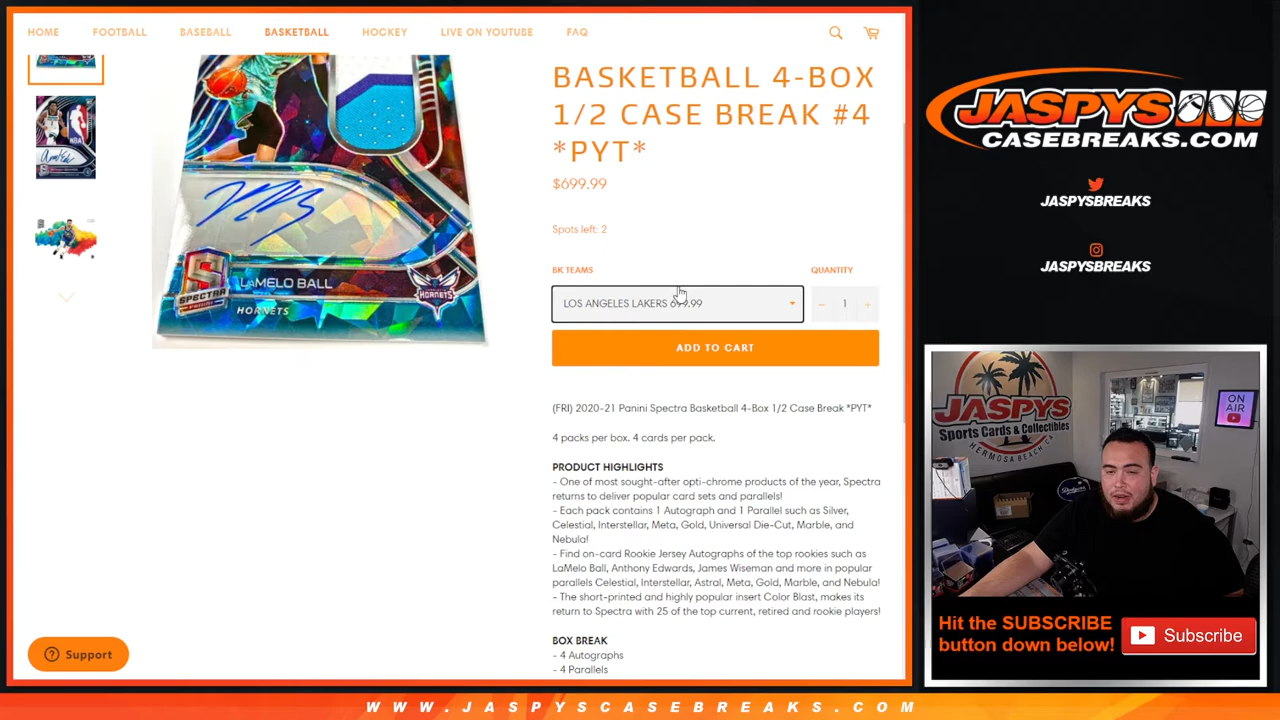 HOME FOOTBALL BASEBALL BASKETBALL HOCKEY LIVE ON YOUTUBE FAQ
BASKETBALL 4-BOX
1/2 CASE BREAK #4
*PYT*
$699.99
Spots left: 2
BK TEAMS
QUANTITY
LOS ANGELES LAKERS 699.99
− 1 +
ADD TO CART
(FRI) 2020-21 Panini Spectra Basketball 4-Box 1/2 Case Break *PYT*
4 packs per box. 4 cards per pack.
PRODUCT HIGHLIGHTS
- One of most sought-after opti-chrome products of the year, Spectra
returns to deliver popular card sets and parallels!
- Each pack contains 1 Autograph and 1 Parallel such as Silver,
Celestial, Interstellar, Meta, Gold, Universal Die-Cut, Marble, and
Nebula!
- Find on-card Rookie Jersey Autographs of the top rookies such as
LaMelo Ball, Anthony Edwards, James Wiseman and more in popular
parallels Celestial, Interstellar, Astral, Meta, Gold, Marble, and Nebula!
- The short-printed and highly popular insert Color Blast, makes its
return to Spectra with 25 of the top current, retired and rookie players!
BOX BREAK
- 4 Autographs
- 4 Parallels
LaMELO BALL
SPECTRA
HORNETS
HORNETS
Support
JASPYS
CASEBREAKS.COM
JASPYSBREAKS
JASPYSBREAKS
JASPYS
Sports Cards & Collectibles
HERMOSA BEACH CA
ON
AIR
Dodgers
Hit the SUBSCRIBE
button down below!
Subscribe
WWW.JASPYSCASEBREAKS.COM